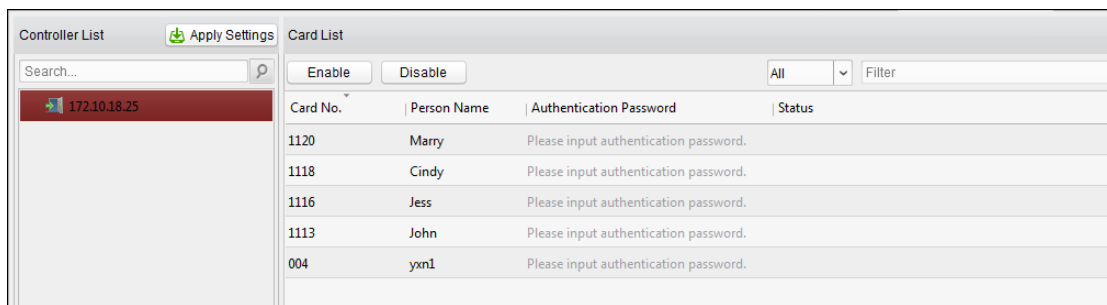 Controller List Apply Settings Card List
Search... Enable Disable All Filter
172.10.18.25 Card No. Person Name Authentication Password Status
1120 Marry Please input authentication password.
1118 Cindy Please input authentication password.
1116 Jess Please input authentication password.
1113 John Please input authentication password.
004 yxn1 Please input authentication password.